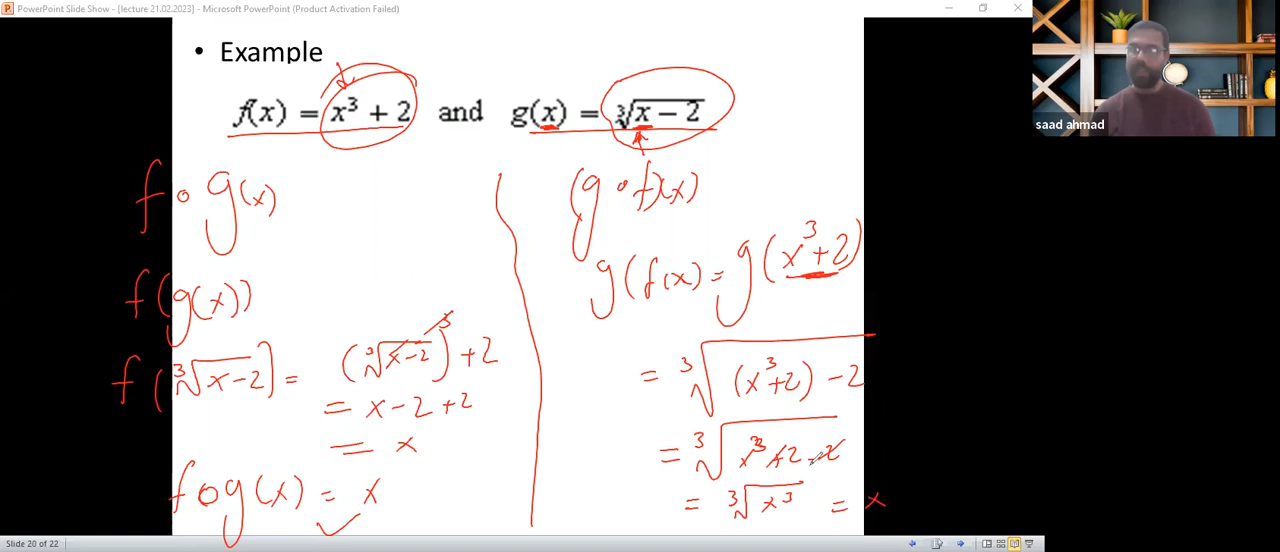 PowerPoint Slide Show - [lecture 21.02.2023] - Microsoft PowerPoint (Product Activation Failed)
• Example
f(x) = x³ + 2 and g(x) = ∛(x − 2)
saad ahmad
f ∘ g(x)
f(g(x))
f(∛(x−2)) = (∛(x−2))³ + 2
= x − 2 + 2
= x
fog(x) = x
(g ∘ f)(x)
g(f(x) = g(x³+2)
= ∛((x³+2) − 2)
= ∛(x³ +2 −2)
= ∛(x³) = x
Slide 20 of 22